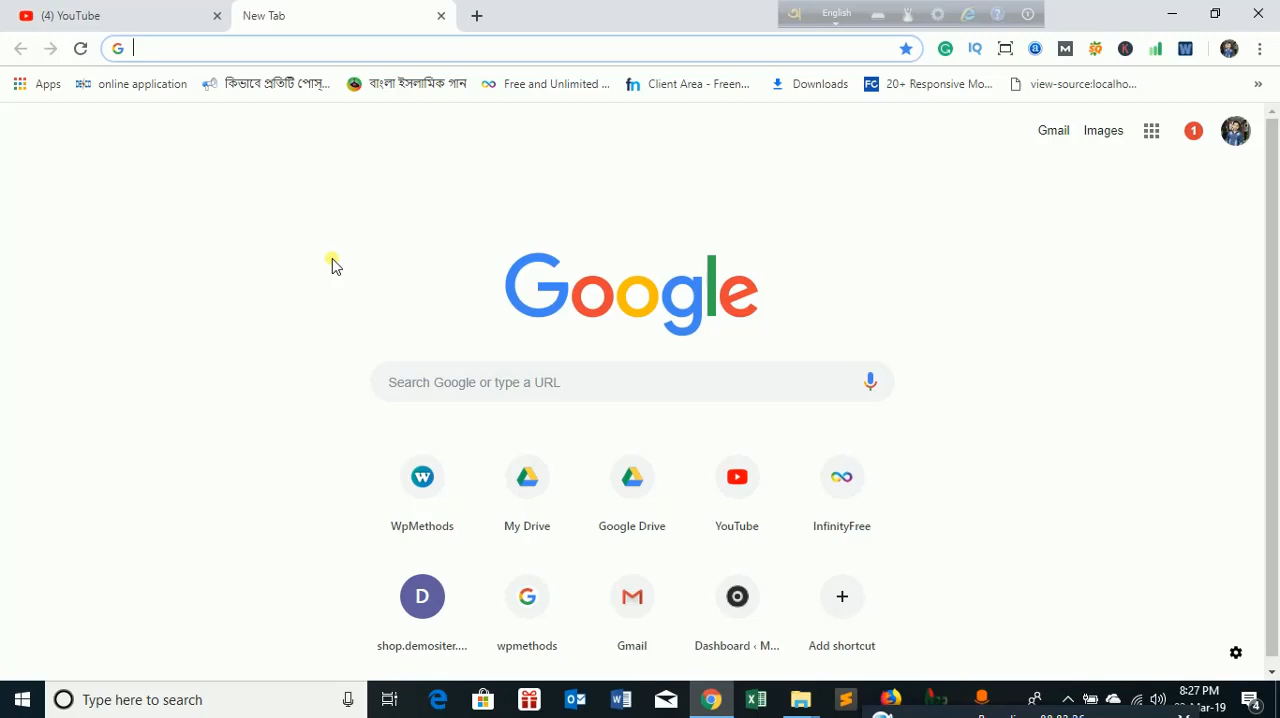 (4) YouTube
New Tab
English
Apps
online application
কিভাবে প্রতিটি পোস্...
বাংলা ইসলামিক গান
Free and Unlimited ...
Client Area - Freen...
Downloads
20+ Responsive Mo...
view-source:localho...
»
Gmail
Images
1
Google
Search Google or type a URL
WpMethods
My Drive
Google Drive
YouTube
InfinityFree
D
shop.demositer....
wpmethods
Gmail
Dashboard ‹ M...
Add shortcut
Type here to search
8:27 PM
4